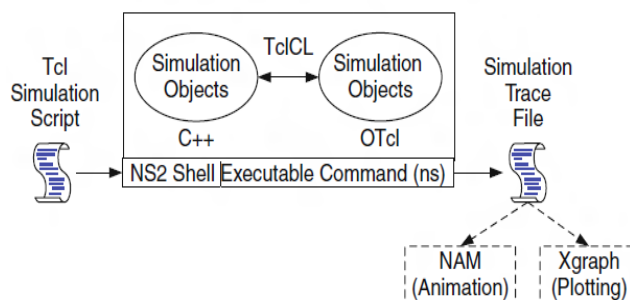 Tcl
Simulation
Script
Simulation
Objects
TclCL
Simulation
Objects
C++
OTcl
Simulation
Trace
File
NS2 Shell Executable Command (ns)
NAM
(Animation)
Xgraph
(Plotting)